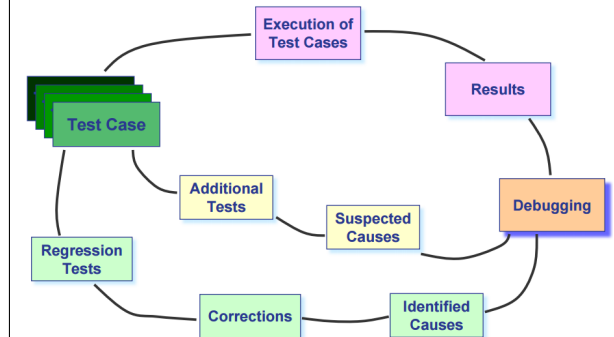 Execution of
Test Cases
Results
Test Case
Additional
Tests
Suspected
Causes
Debugging
Regression
Tests
Corrections
Identified
Causes